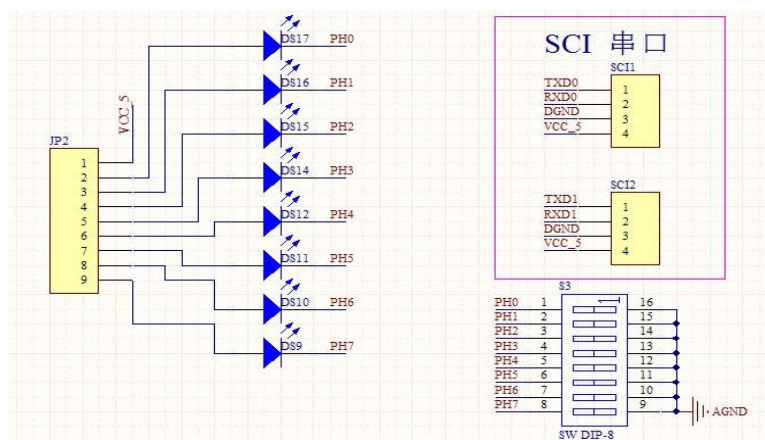 DS17 PH0
DS16 PH1
DS15 PH2
DS14 PH3
DS12 PH4
DS11 PH5
DS10 PH6
DS9 PH7
VCC_5
JP2
1
2
3
4
5
6
7
8
9
SCI 串口
SCI1
TXD0 1
RXD0 2
DGND 3
VCC_5 4
SCI2
TXD1 1
RXD1 2
DGND 3
VCC_5 4
S3
PH0 1 16
PH1 2 15
PH2 3 14
PH3 4 13
PH4 5 12
PH5 6 11
PH6 7 10
PH7 8 9
1
AGND
SW DIP-8